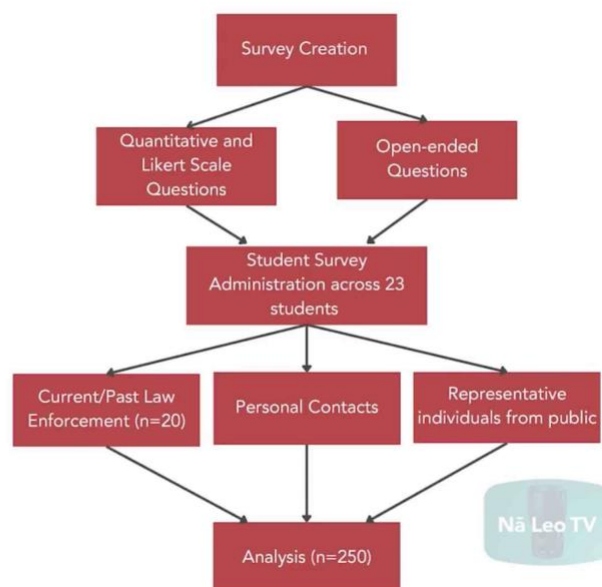 Survey Creation
Quantitative and
Likert Scale
Questions
Open-ended
Questions
Student Survey
Administration across 23
students
Current/Past Law
Enforcement (n=20)
Personal Contacts
Representative
individuals from public
Analysis (n=250)
Nā Leo TV